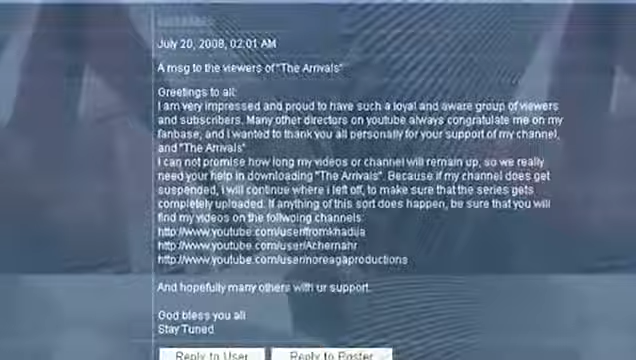 July 20, 2008, 02:01 AM
A msg to the viewers of "The Arrivals"
Greetings to all:
I am very impressed and proud to have such a loyal and aware group of viewers
and subscribers. Many other directors on youtube always congratulate me on my
fanbase, and I wanted to thank you all personally for your support of my channel,
and "The Arrivals"
I can not promise how long my videos or channel will remain up, so we really
need your help in downloading "The Arrivals". Because if my channel does get
suspended, i will continue where i left off, to make sure that the series gets
completely uploaded. If anything of this sort does happen, be sure that you will
find my videos on the follwoing channels:
http://www.youtube.com/user/fromkhadija
http://www.youtube.com/user/Achernahr
http://www.youtube.com/user/noreagaproductions
And hopefully many others with ur support.
God bless you all
Stay Tuned
Reply to User Reply to Poster